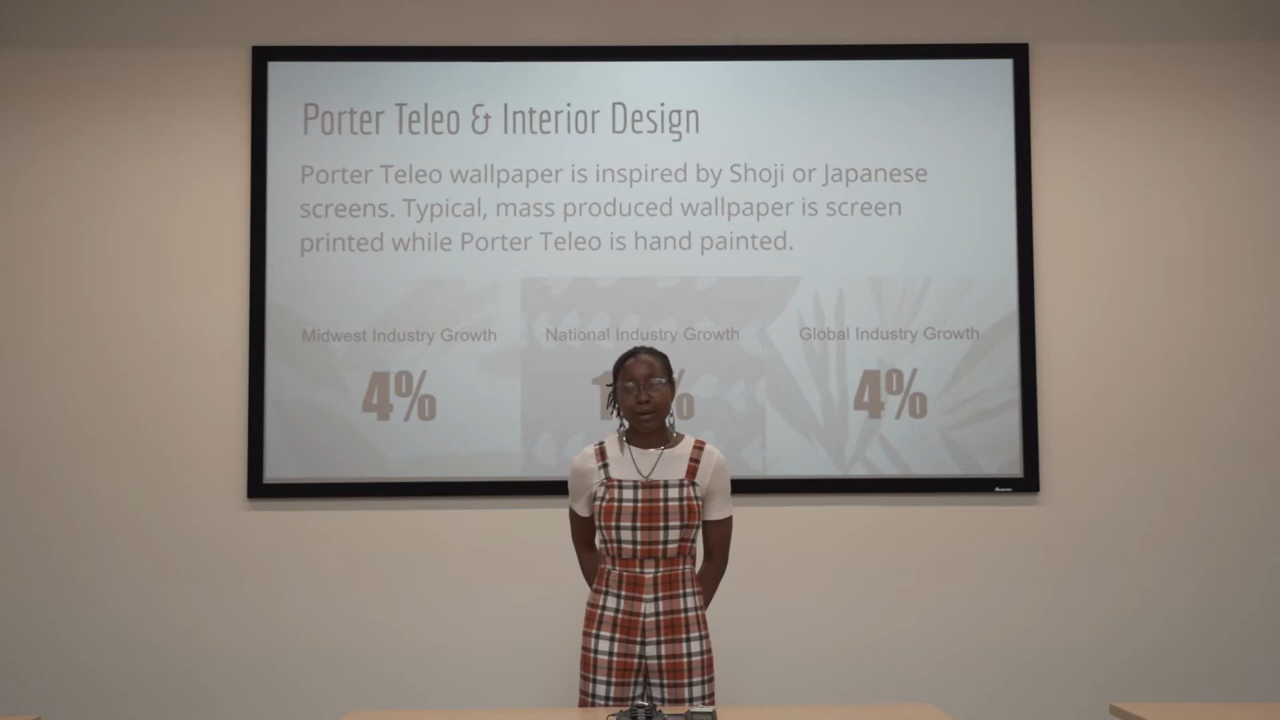 Porter Teleo & Interior Design
Porter Teleo wallpaper is inspired by Shoji or Japanese
screens. Typical, mass produced wallpaper is screen
printed while Porter Teleo is hand painted.
Midwest Industry Growth
National Industry Growth
Global Industry Growth
4%
4%